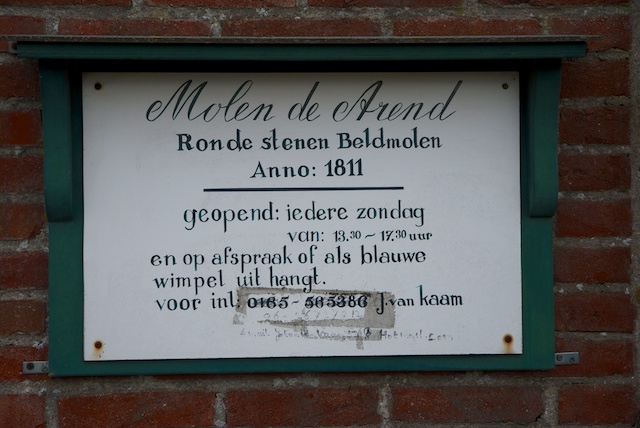 Molen de Arend
Ronde stenen Beldmolen
Anno: 1811
geopend: iedere zondag
van: 13.30 ~ 17.30 uur
en op afspraak of als blauwe
wimpel uit hangt.
voor inl: 0165 - 565386 J. van kaam